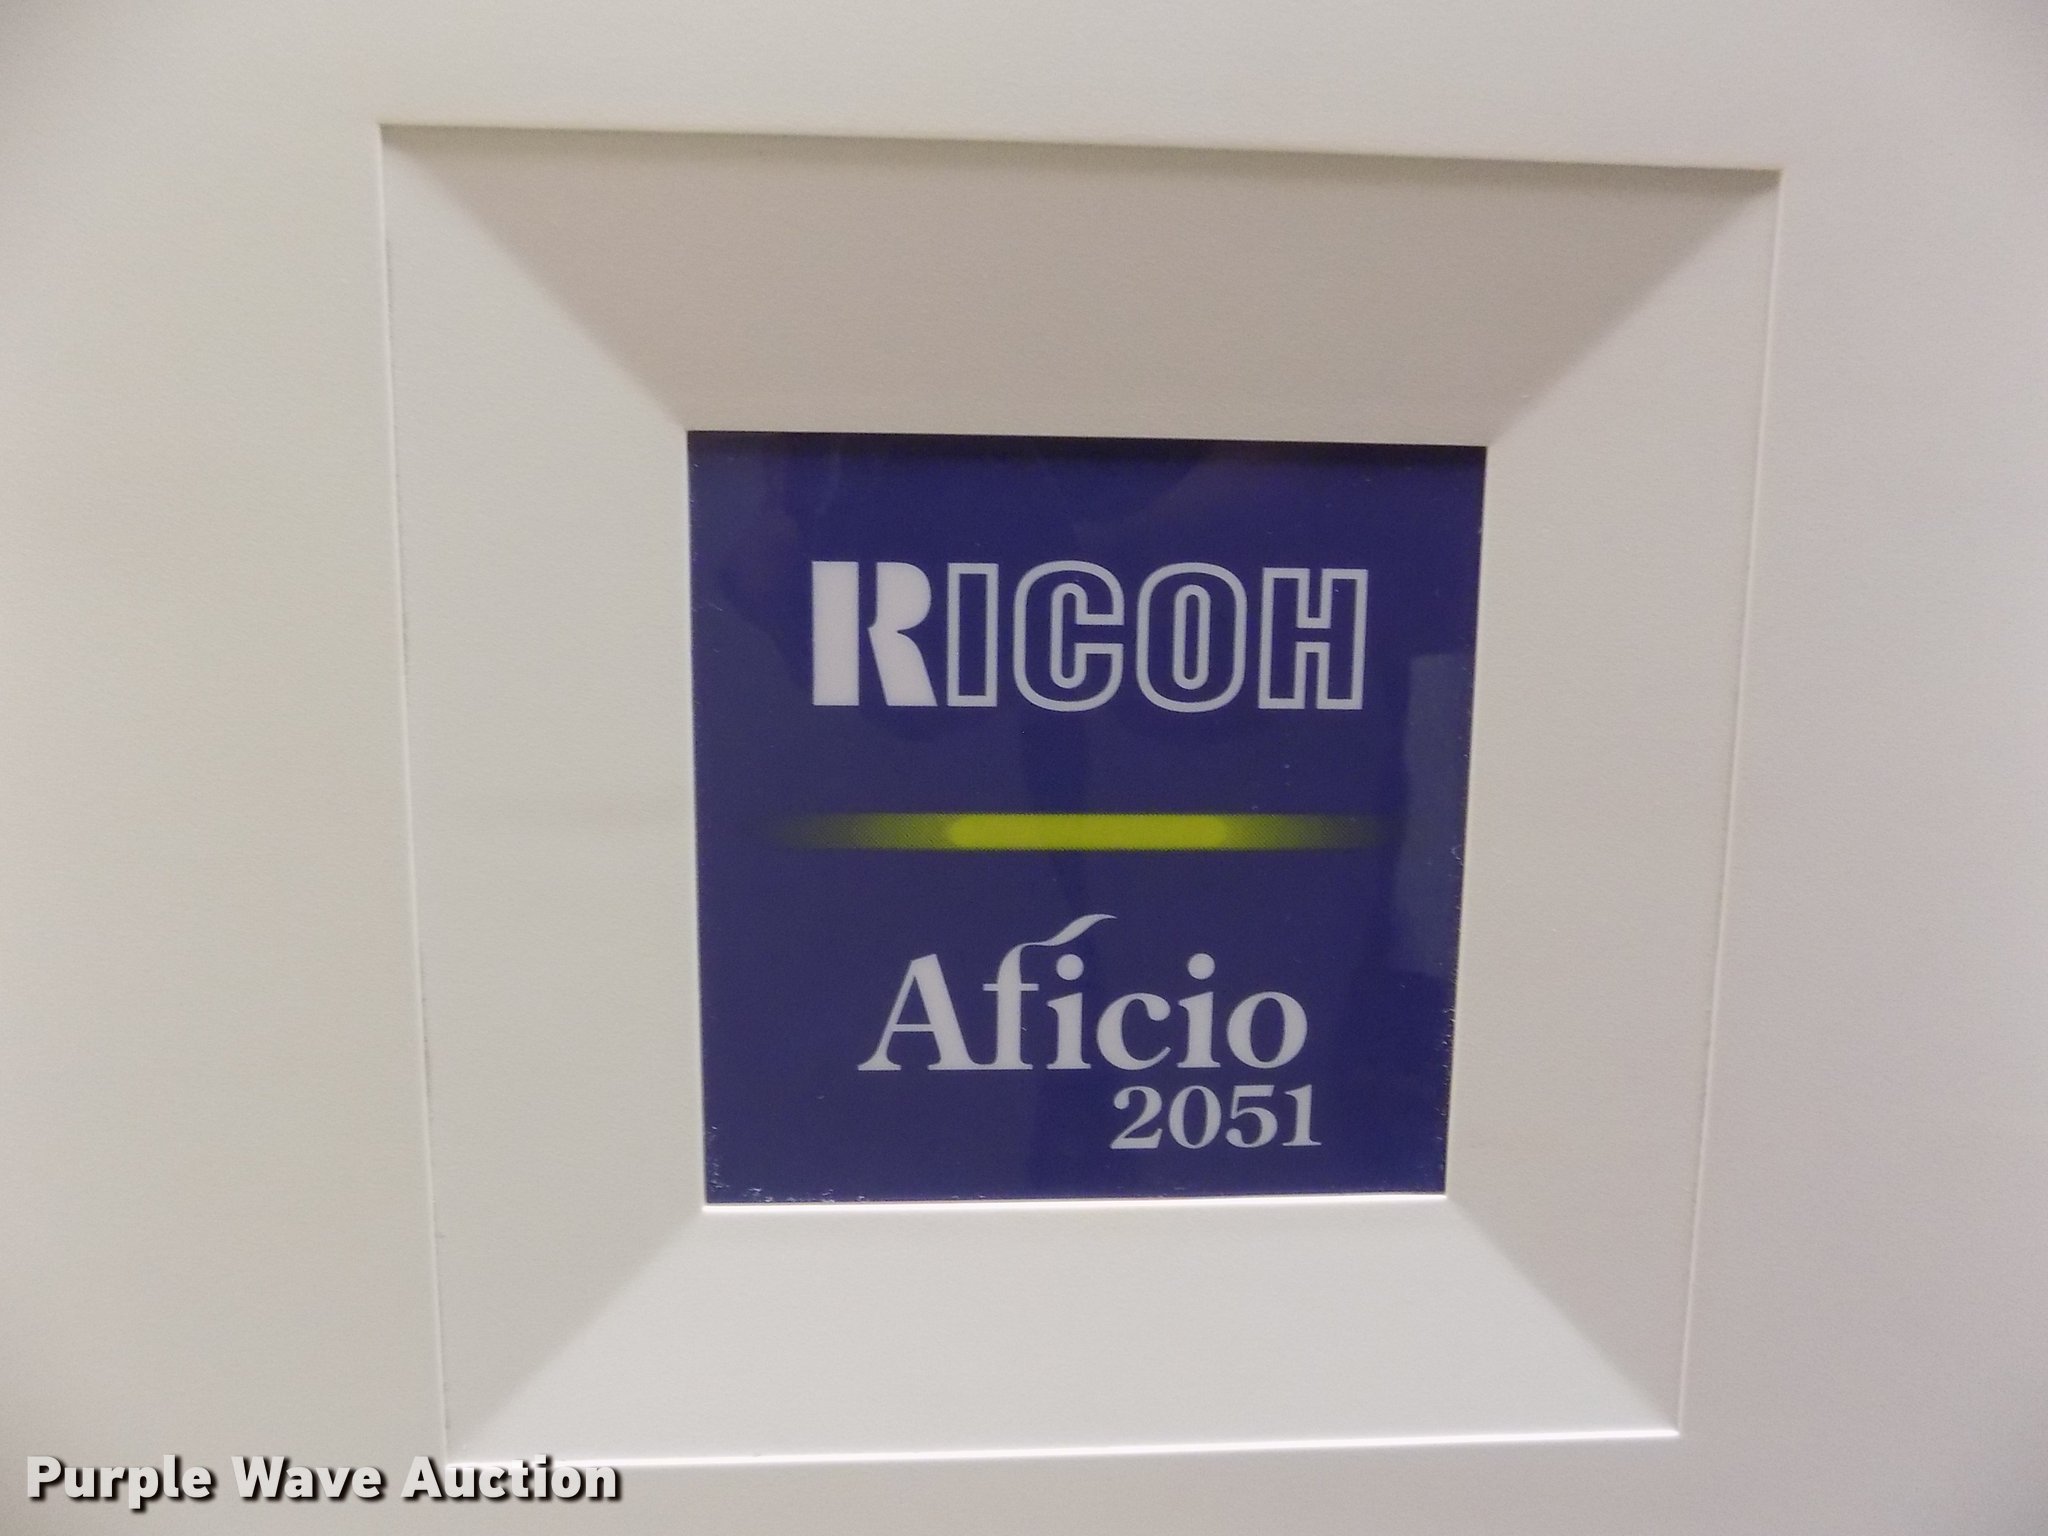 RICOH
Aficio
2051
Purple Wave Auction